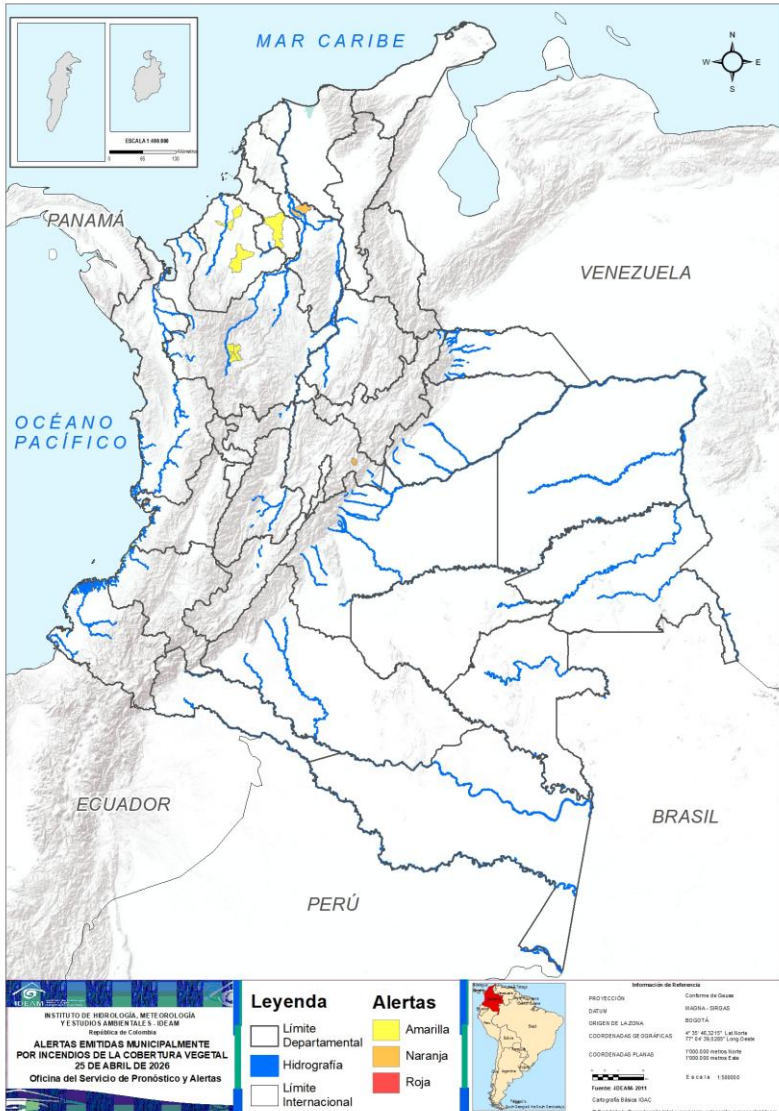 MAR CARIBE
N
W
E
S
ESCALA 1:400.000
PANAMÁ
VENEZUELA
OCÉANO
PACÍFICO
ECUADOR
BRASIL
PERÚ
IDEAM
INSTITUTO DE HIDROLOGÍA, METEOROLOGÍA
Y ESTUDIOS AMBIENTALES - IDEAM
República de Colombia
ALERTAS EMITIDAS MUNICIPALMENTE
POR INCENDIOS DE LA COBERTURA VEGETAL
25 DE ABRIL DE 2026
Oficina del Servicio de Pronóstico y Alertas
Leyenda
Límite
Departamental
Hidrografía
Límite
Internacional
Alertas
Amarilla
Naranja
Roja
Información de Referencia
PROYECCIÓN Conforme de Gauss
DATUM MAGNA - SIRGAS
ORIGEN DE LA ZONA BOGOTÁ
COORDENADAS GEOGRÁFICAS
COORDENADAS PLANAS 1'000.000 metros Norte
1'000.000 metros Este
Fuente: IDEAM- 2011
Cartografía Básica IGAC